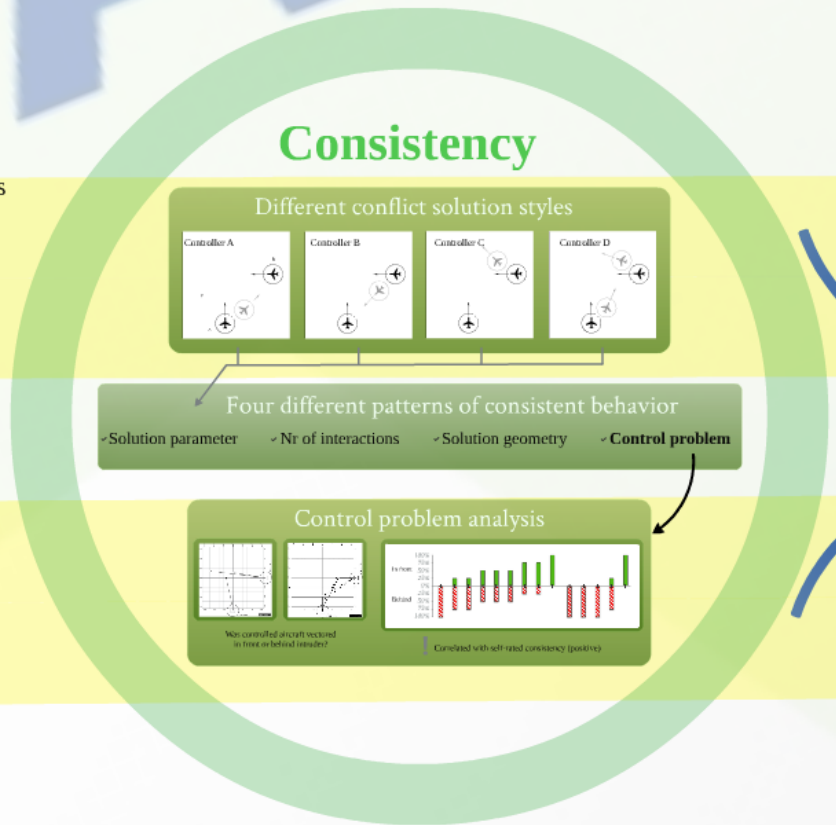 s
Consistency
Different conflict solution styles
Controller A
Controller B
Controller C
Controller D
Four different patterns of consistent behavior
Solution parameter
Nr of interactions
Solution geometry
Control problem
Control problem analysis
In front
Behind
Was controlled aircraft vectored
in front or behind intruder?
! Correlated with self-rated consistency (positive)